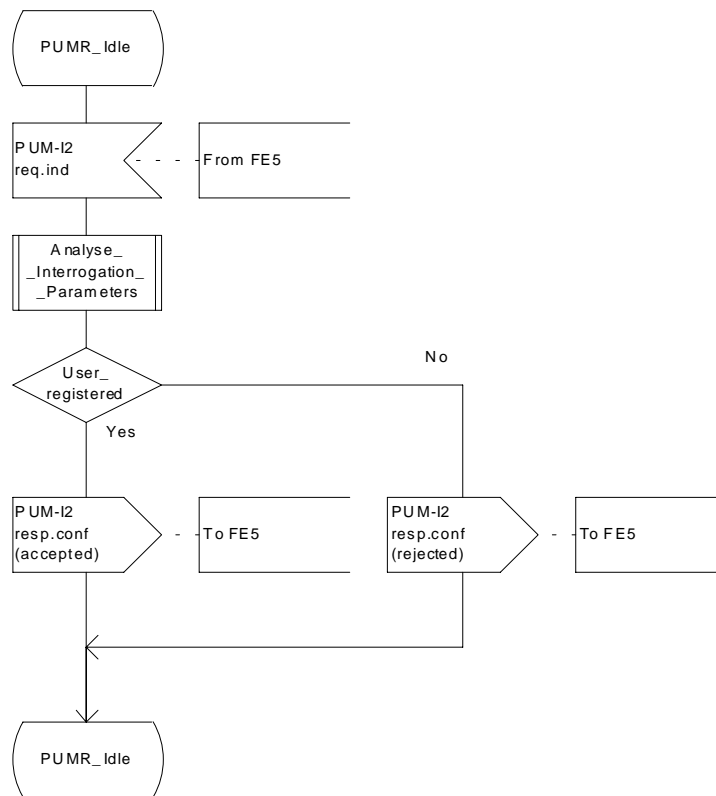 PUMR_Idle
PUM-I2
req.ind
From FE5
Analyse_
_Interrogation_
_Parameters
User_
registered
No
Yes
PUM-I2
resp.conf
(accepted)
To FE5
PUM-I2
resp.conf
(rejected)
To FE5
PUMR_Idle